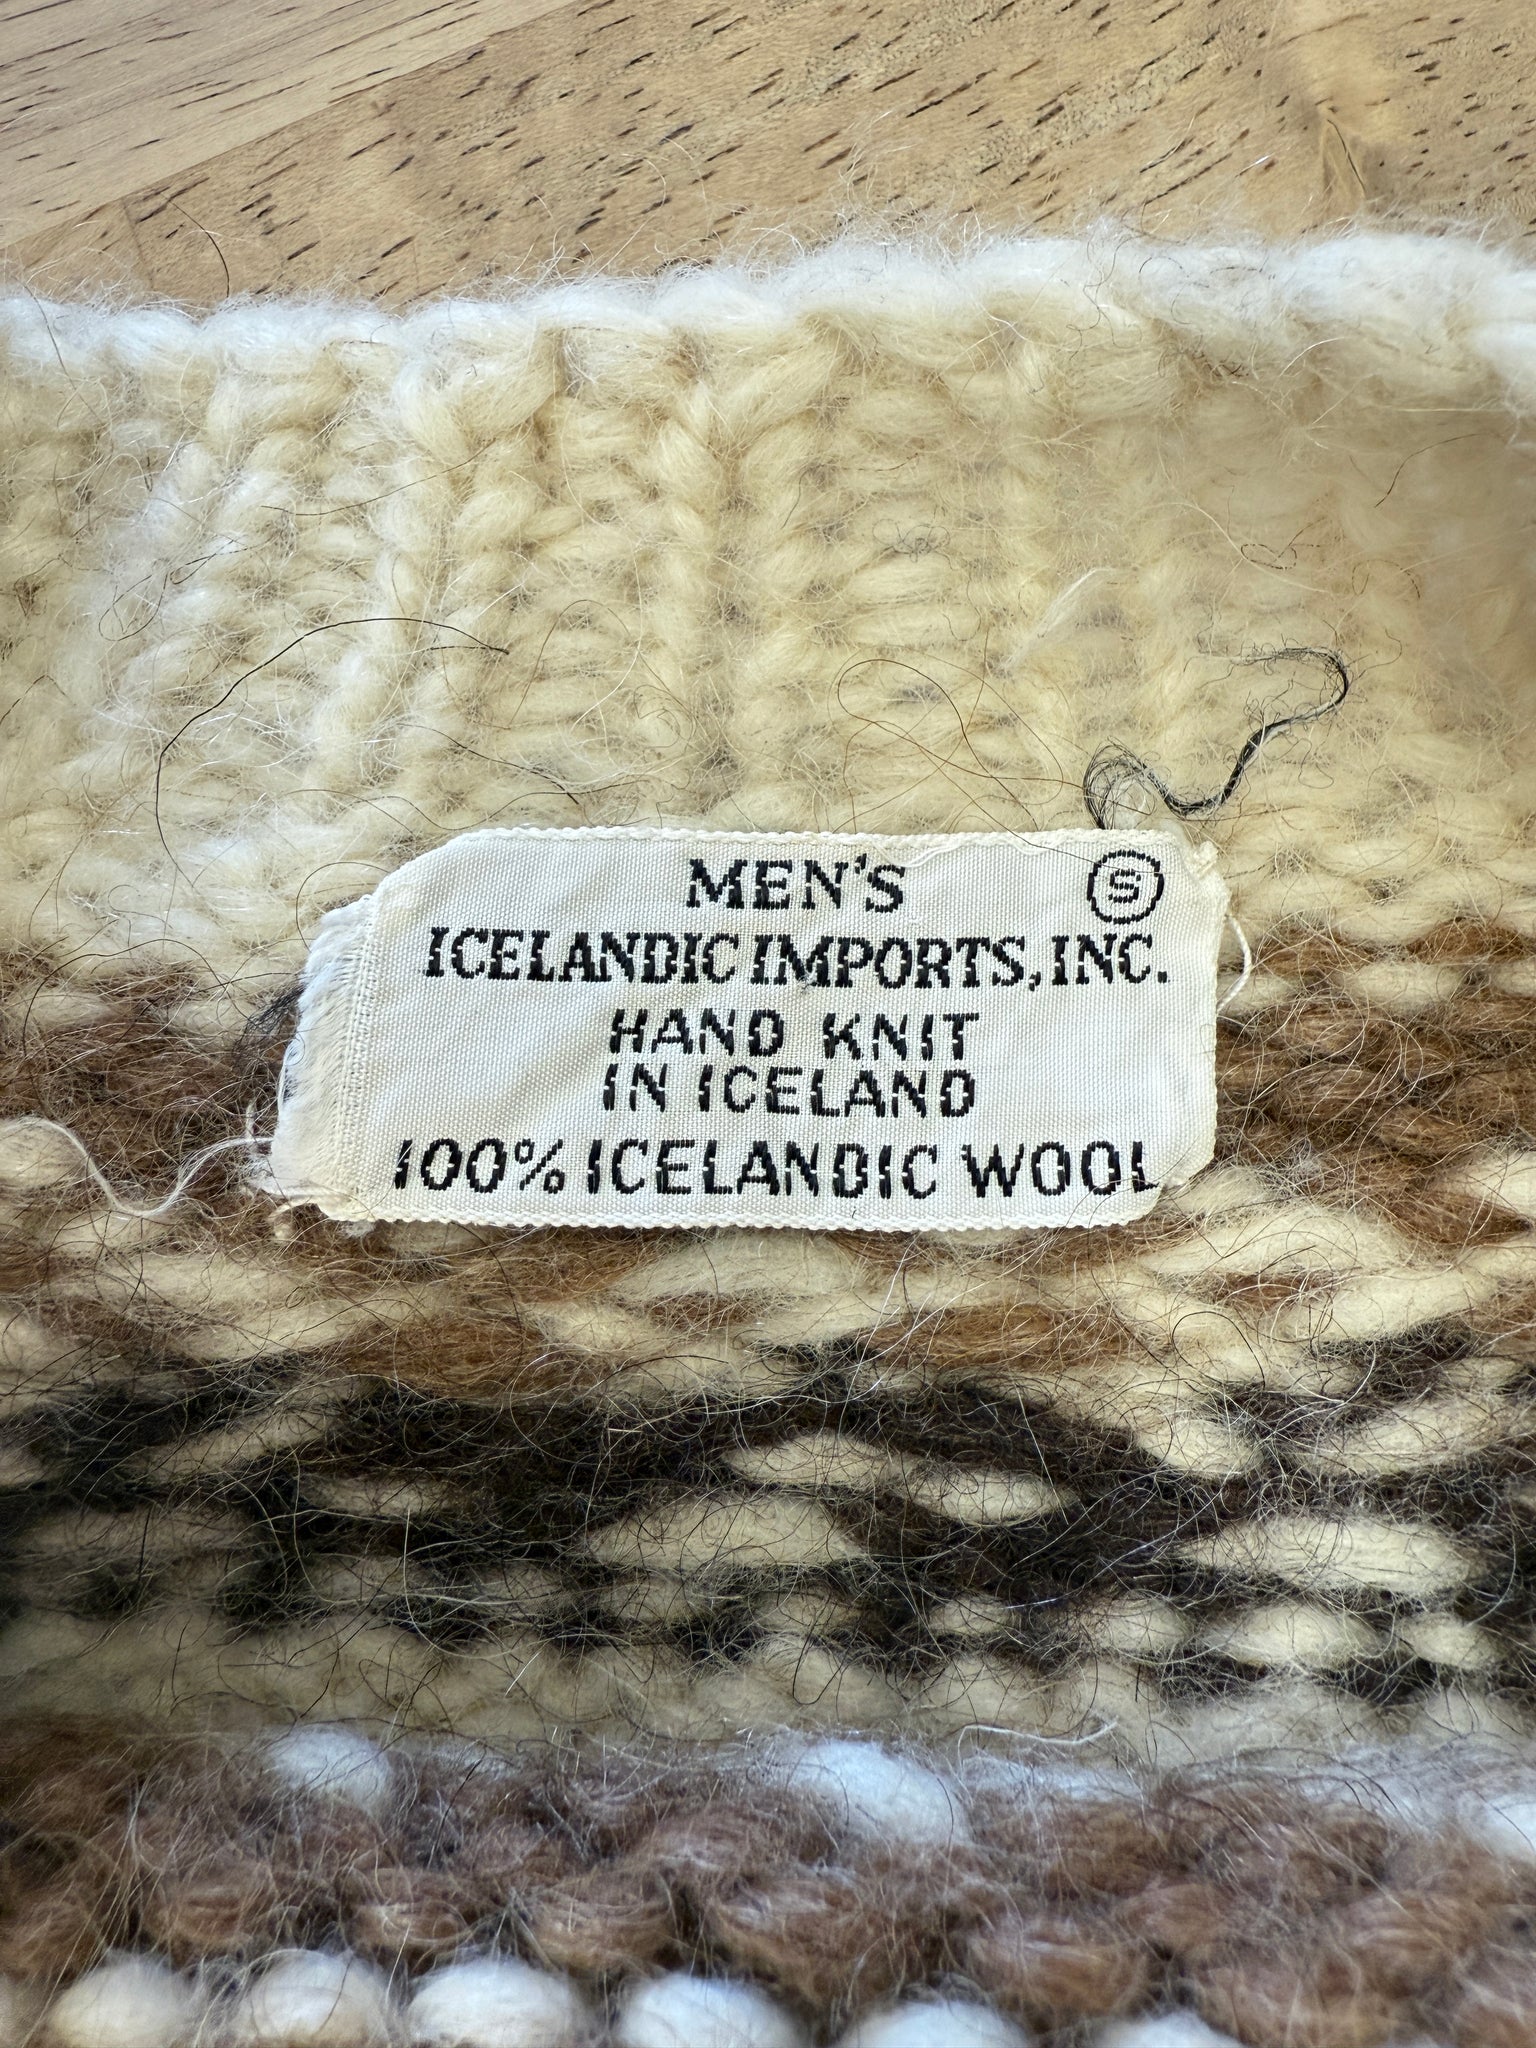 MEN'S S
ICELANDIC IMPORTS, INC.
HAND KNIT
IN ICELAND
100% ICELANDIC WOOL